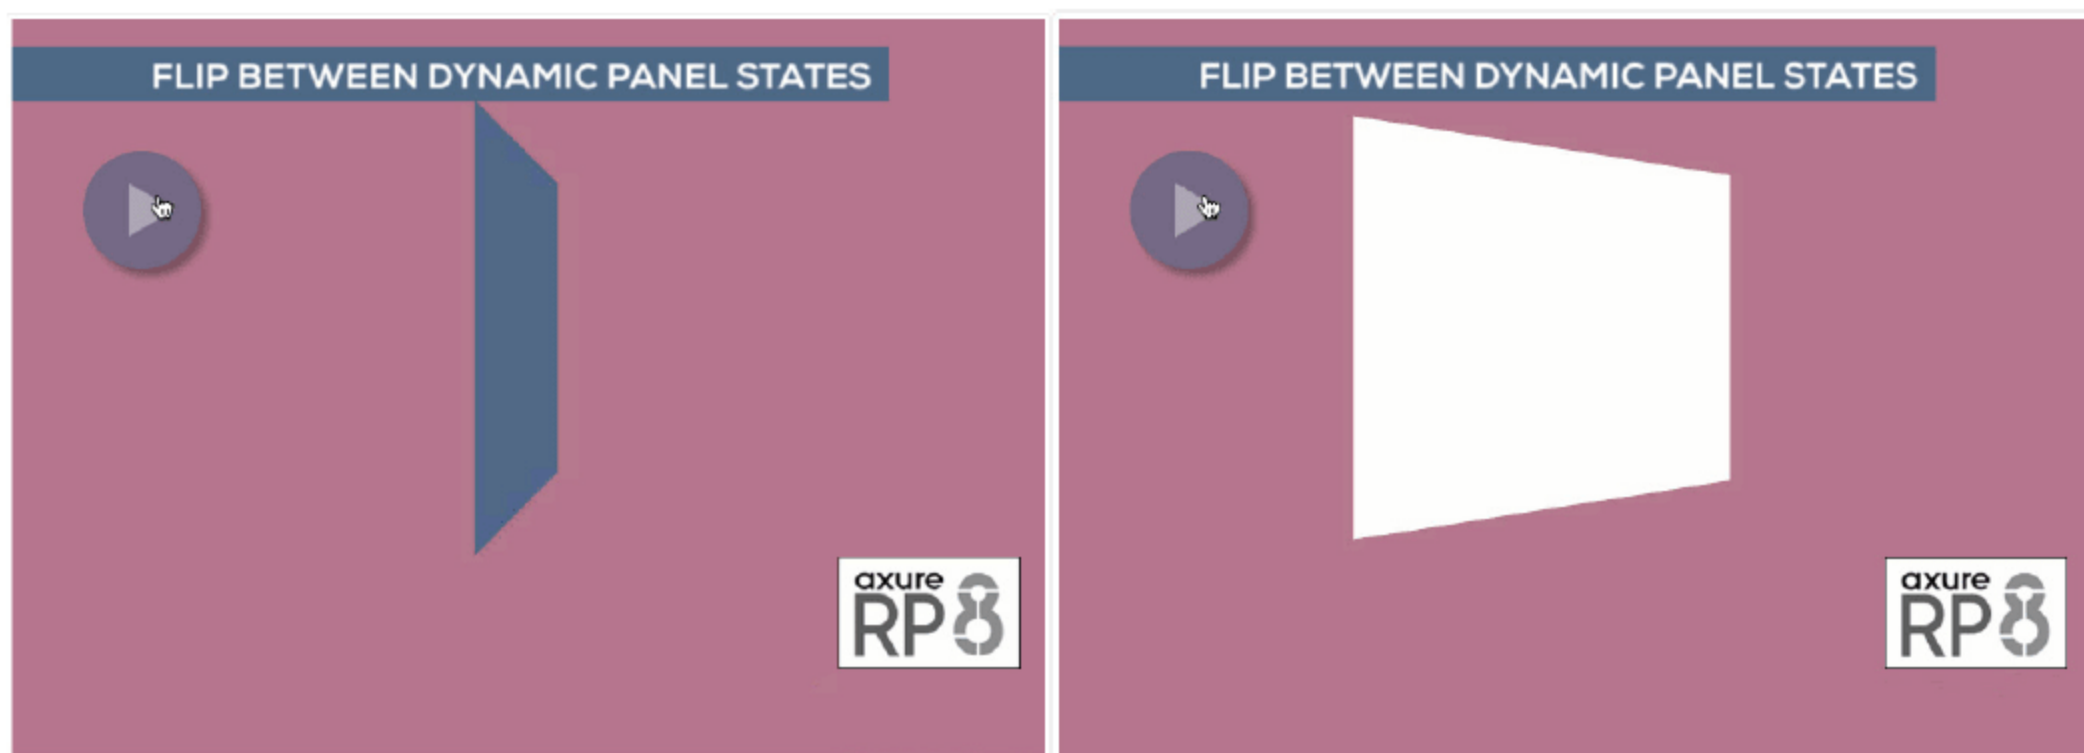 FLIP BETWEEN DYNAMIC PANEL STATES
axure
RP8
FLIP BETWEEN DYNAMIC PANEL STATES
axure
RP8